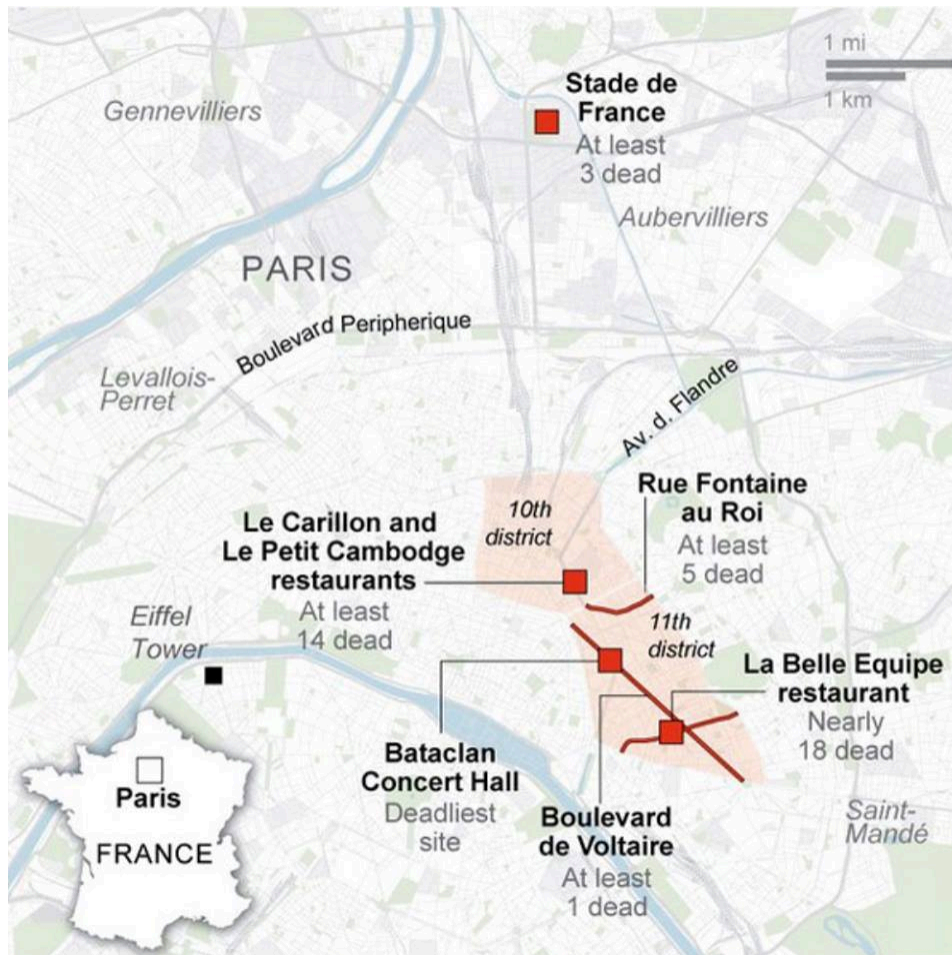 1 mi
1 km
Stade de
France
At least
3 dead
Gennevilliers
Aubervilliers
PARIS
Boulevard Peripherique
Levallois-
Perret
Av. d. Flandre
Rue Fontaine
au Roi
At least
5 dead
10th
district
Le Carillon and
Le Petit Cambodge
restaurants
At least
14 dead
Eiffel
Tower
11th
district
La Belle Equipe
restaurant
Nearly
18 dead
Bataclan
Concert Hall
Deadliest
site
Boulevard
de Voltaire
At least
1 dead
Saint-
Mandé
Paris
FRANCE